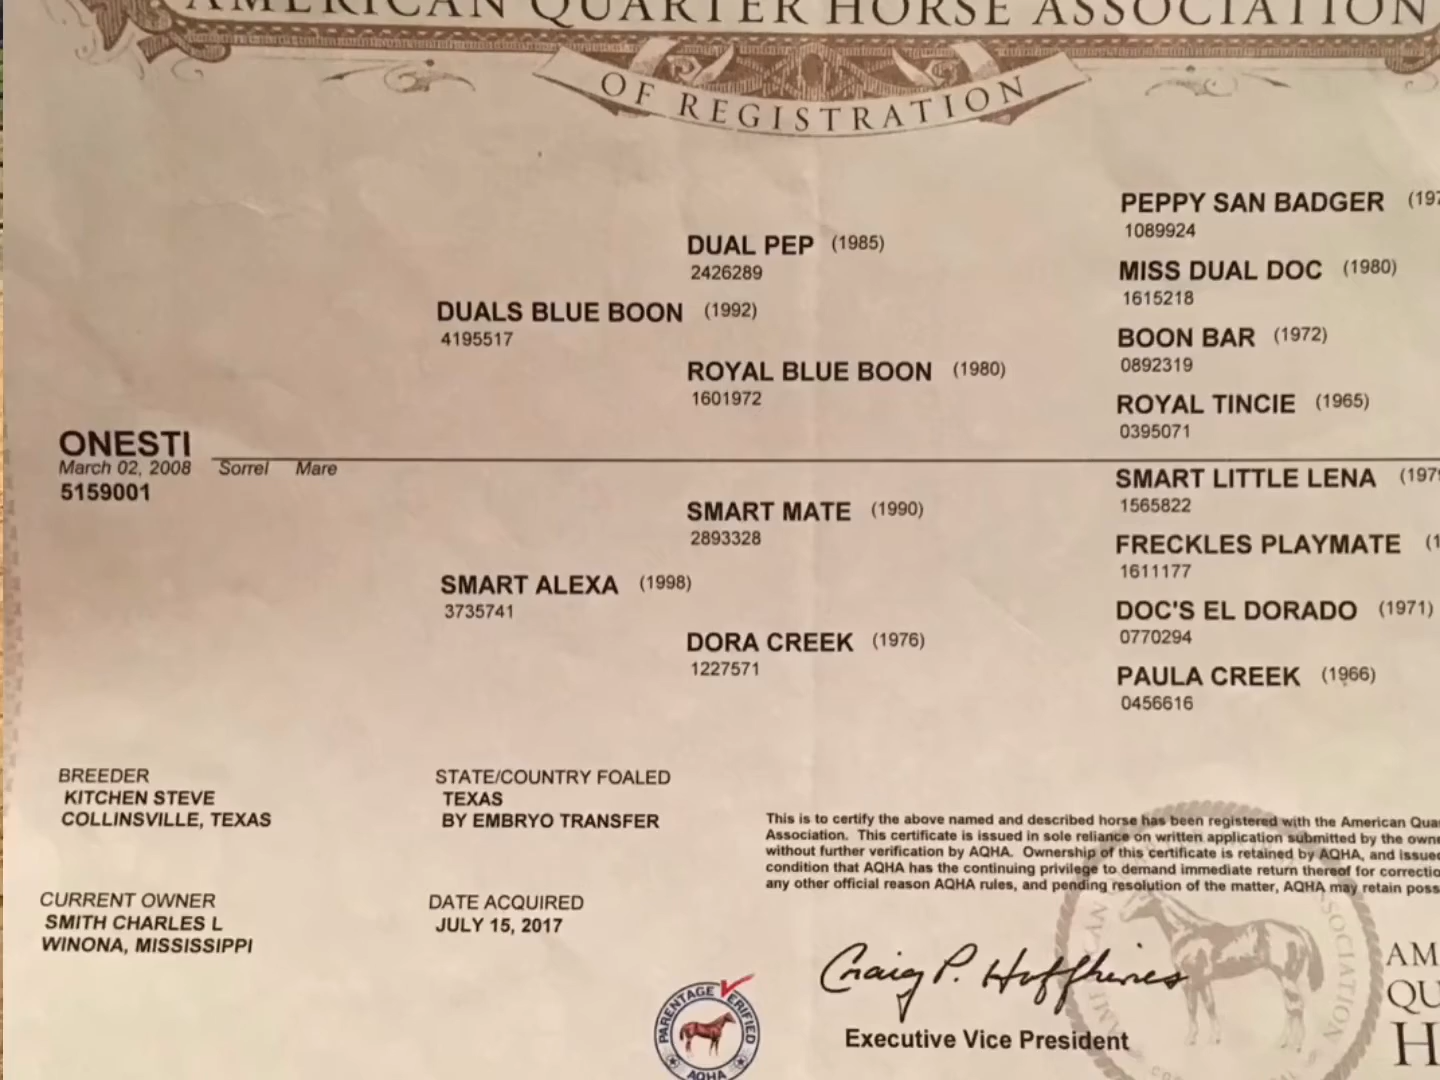 AMERICAN QUARTER HORSE ASSOCIATION
OF REGISTRATION
PEPPY SAN BADGER (197
1089924
DUAL PEP (1985)
2426289
MISS DUAL DOC (1980)
1615218
DUALS BLUE BOON (1992)
4195517
BOON BAR (1972)
0892319
ROYAL BLUE BOON (1980)
1601972
ROYAL TINCIE (1965)
0395071
ONESTI
March 02, 2008 Sorrel Mare
5159001
SMART LITTLE LENA (1979
1565822
SMART MATE (1990)
2893328
FRECKLES PLAYMATE (1
1611177
SMART ALEXA (1998)
3735741
DOC'S EL DORADO (1971)
0770294
DORA CREEK (1976)
1227571
PAULA CREEK (1966)
0456616
BREEDER
KITCHEN STEVE
COLLINSVILLE, TEXAS
STATE/COUNTRY FOALED
TEXAS
BY EMBRYO TRANSFER
This is to certify the above named and described horse has been registered with the American Qua
Association. This certificate is issued in sole reliance on written application submitted by the owne
without further verification by AQHA. Ownership of this certificate is retained by AQHA, and issued
condition that AQHA has the continuing privilege to demand immediate return thereof for correctio
any other official reason AQHA rules, and pending resolution of the matter, AQHA may retain poss
CURRENT OWNER
SMITH CHARLES L
WINONA, MISSISSIPPI
DATE ACQUIRED
JULY 15, 2017
Craig P. Huffhines
Executive Vice President
PARENTAGE VERIFIED
AQHA
AM
QU
H